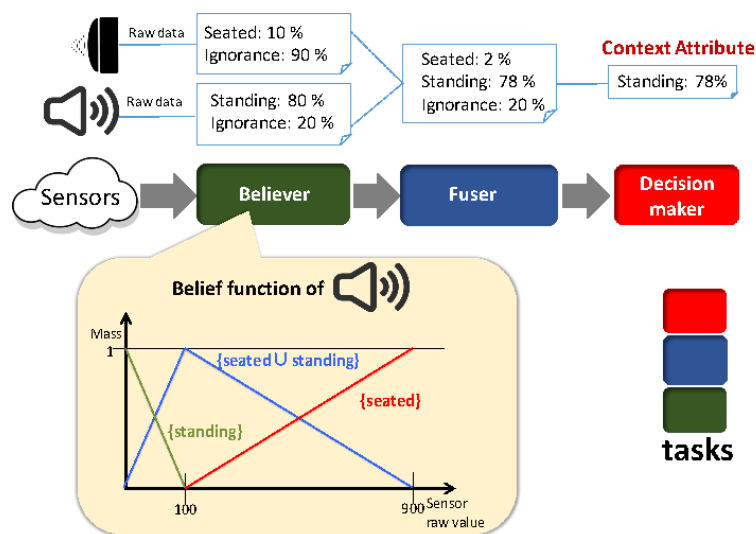 Raw data
Seated: 10 %
Ignorance: 90 %
Raw data
Standing: 80 %
Ignorance: 20 %
Seated: 2 %
Standing: 78 %
Ignorance: 20 %
Context Attribute
Standing: 78%
Sensors
Believer
Fuser
Decision
maker
Belief function of
Mass
1
{seated U standing}
{seated}
{standing}
100
900
Sensor
raw value
tasks